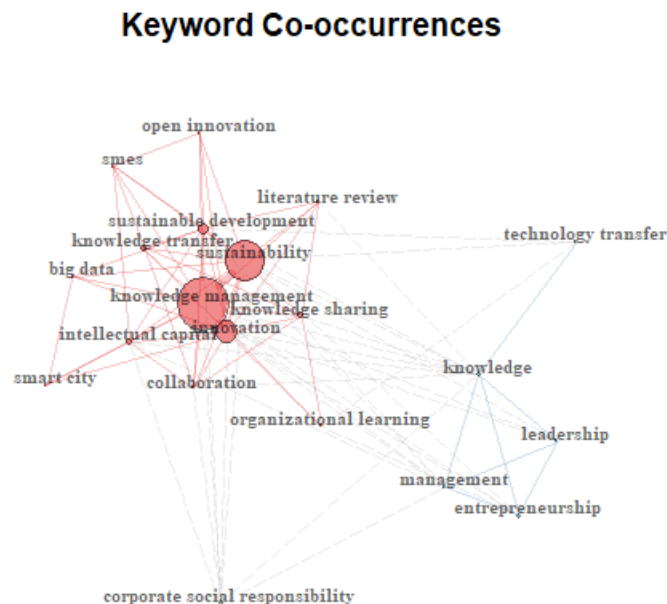 Keyword Co-occurrences
open innovation
smes
literature review
sustainable development
technology transfer
knowledge transfer
sustainability
big data
knowledge management
knowledge sharing
innovation
intellectual capital
knowledge
smart city
collaboration
organizational learning
leadership
management
entrepreneurship
corporate social responsibility